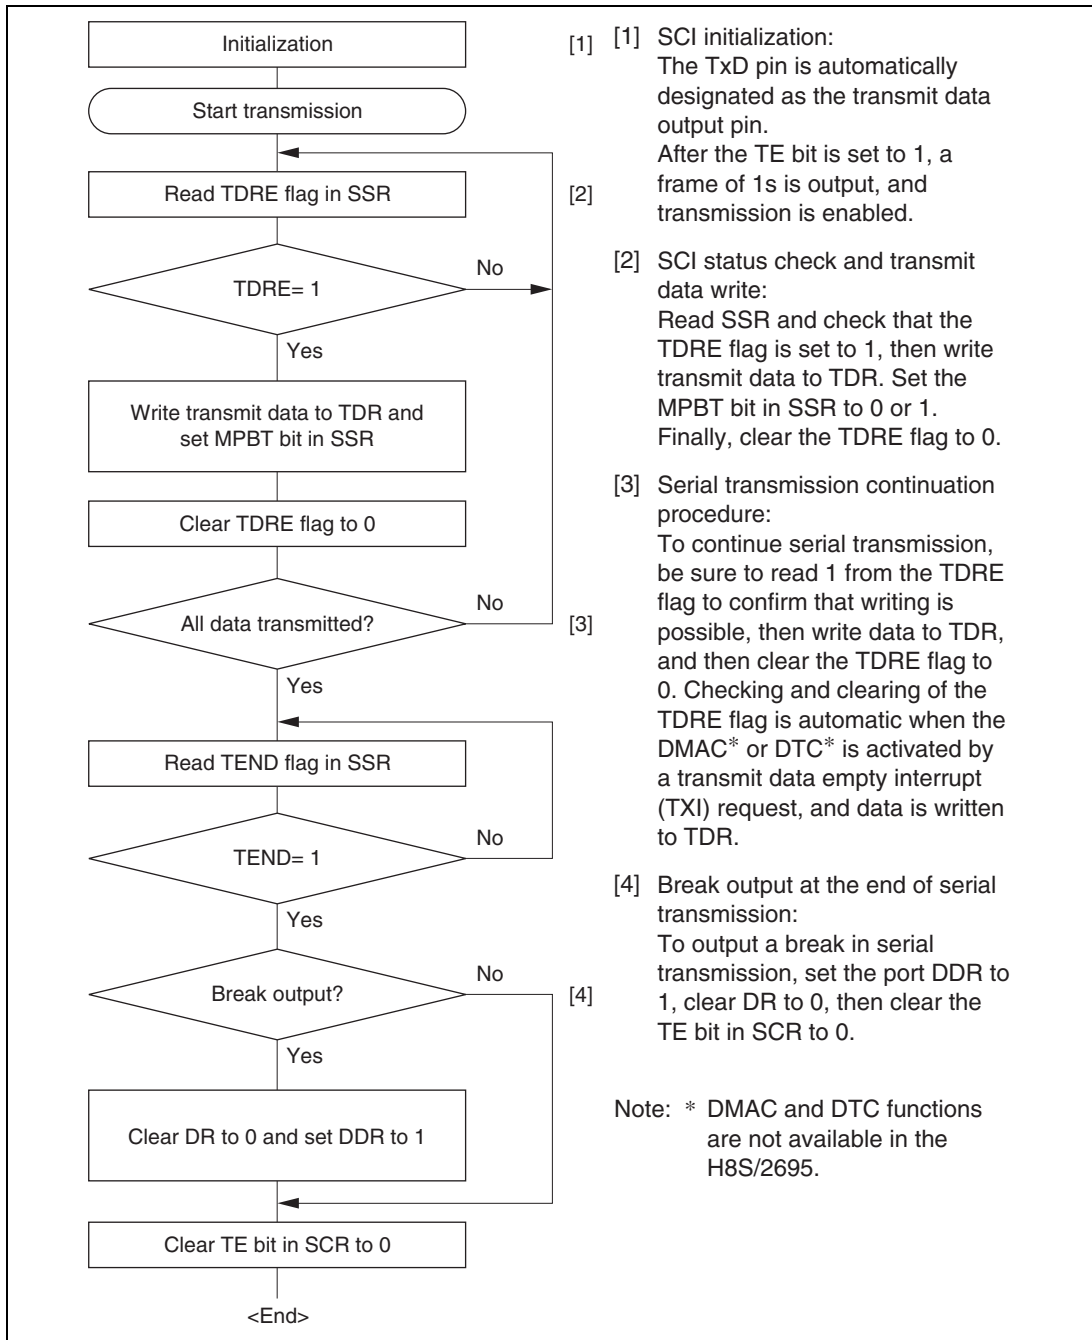 Initialization
[1]
Start transmission
Read TDRE flag in SSR
[2]
No
TDRE= 1
Yes
Write transmit data to TDR and
set MPBT bit in SSR
Clear TDRE flag to 0
No
All data transmitted?
[3]
Yes
Read TEND flag in SSR
No
TEND= 1
Yes
No
Break output?
[4]
Yes
Clear DR to 0 and set DDR to 1
Clear TE bit in SCR to 0
<End>
[1] SCI initialization:
The TxD pin is automatically
designated as the transmit data
output pin.
After the TE bit is set to 1, a
frame of 1s is output, and
transmission is enabled.
[2] SCI status check and transmit
data write:
Read SSR and check that the
TDRE flag is set to 1, then write
transmit data to TDR. Set the
MPBT bit in SSR to 0 or 1.
Finally, clear the TDRE flag to 0.
[3] Serial transmission continuation
procedure:
To continue serial transmission,
be sure to read 1 from the TDRE
flag to confirm that writing is
possible, then write data to TDR,
and then clear the TDRE flag to
0. Checking and clearing of the
TDRE flag is automatic when the
DMAC* or DTC* is activated by
a transmit data empty interrupt
(TXI) request, and data is written
to TDR.
[4] Break output at the end of serial
transmission:
To output a break in serial
transmission, set the port DDR to
1, clear DR to 0, then clear the
TE bit in SCR to 0.
Note: * DMAC and DTC functions
are not available in the
H8S/2695.